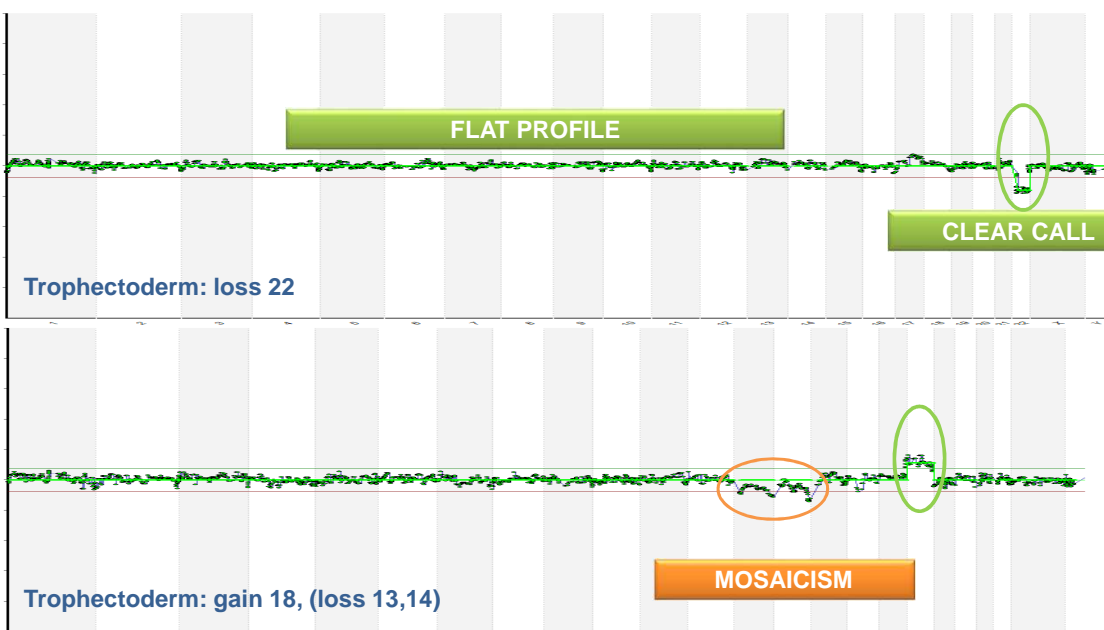 FLAT PROFILE
CLEAR CALL
Trophectoderm: loss 22
MOSAICISM
Trophectoderm: gain 18, (loss 13,14)